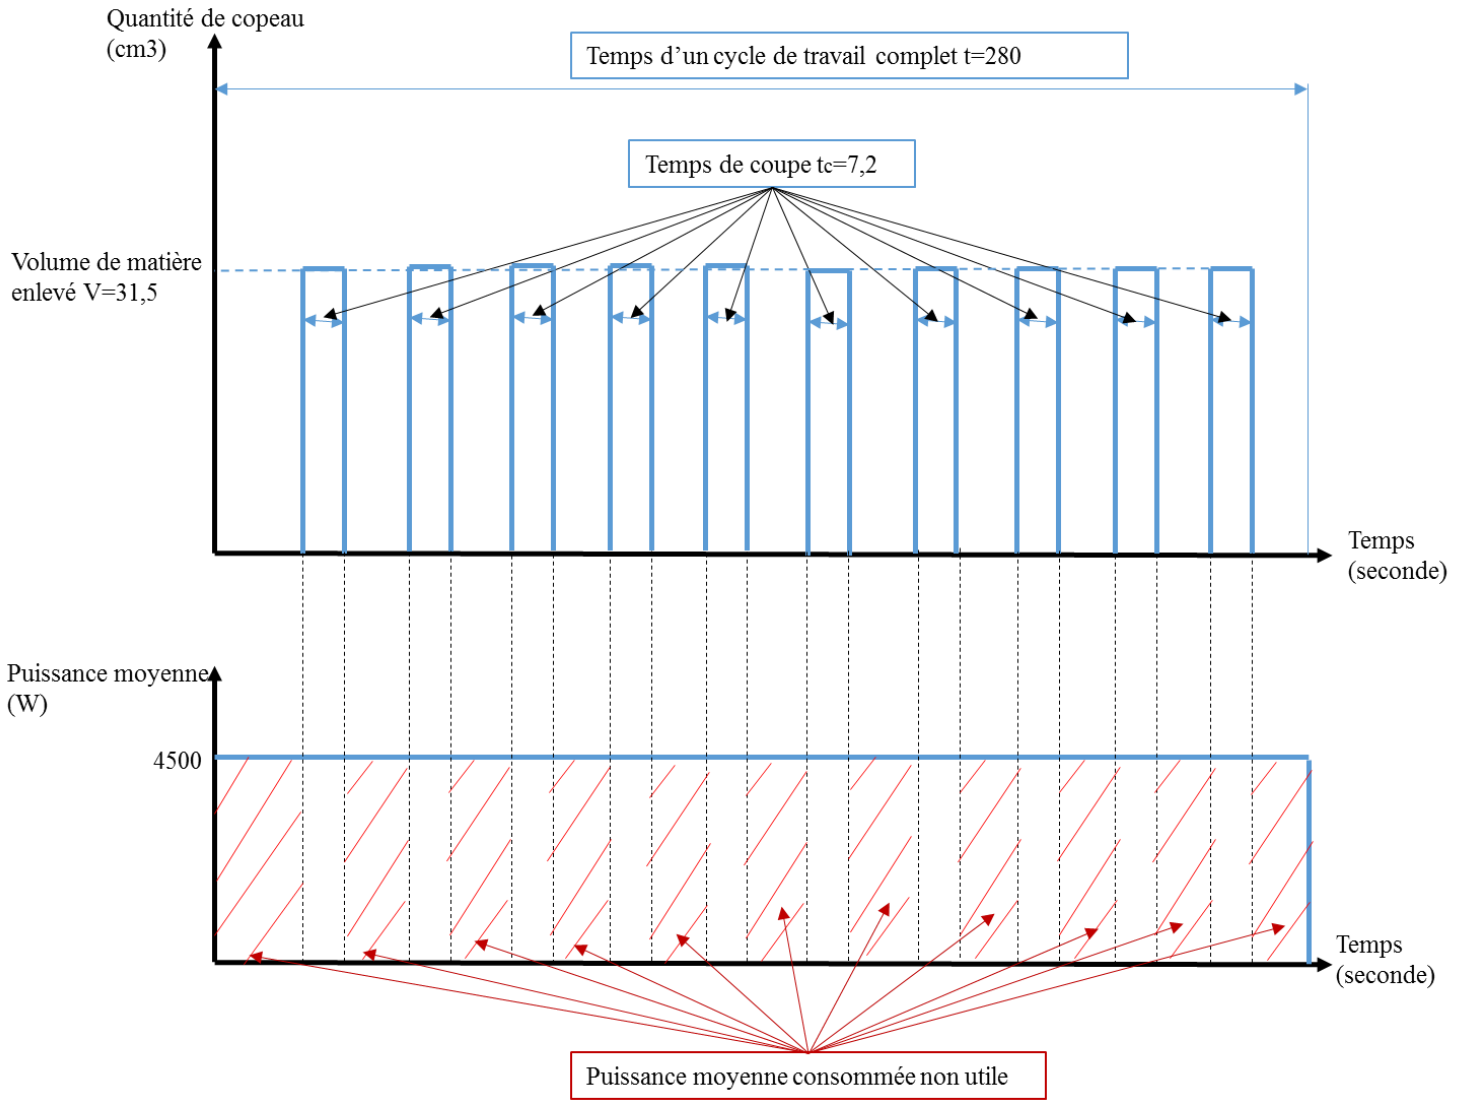 Quantité de copeau
(cm3)
Temps d'un cycle de travail complet t=280
Temps de coupe tc=7,2
Volume de matière
enlevé V=31,5
Temps
(seconde)
Puissance moyenne
(W)
4500
Temps
(seconde)
Puissance moyenne consommée non utile